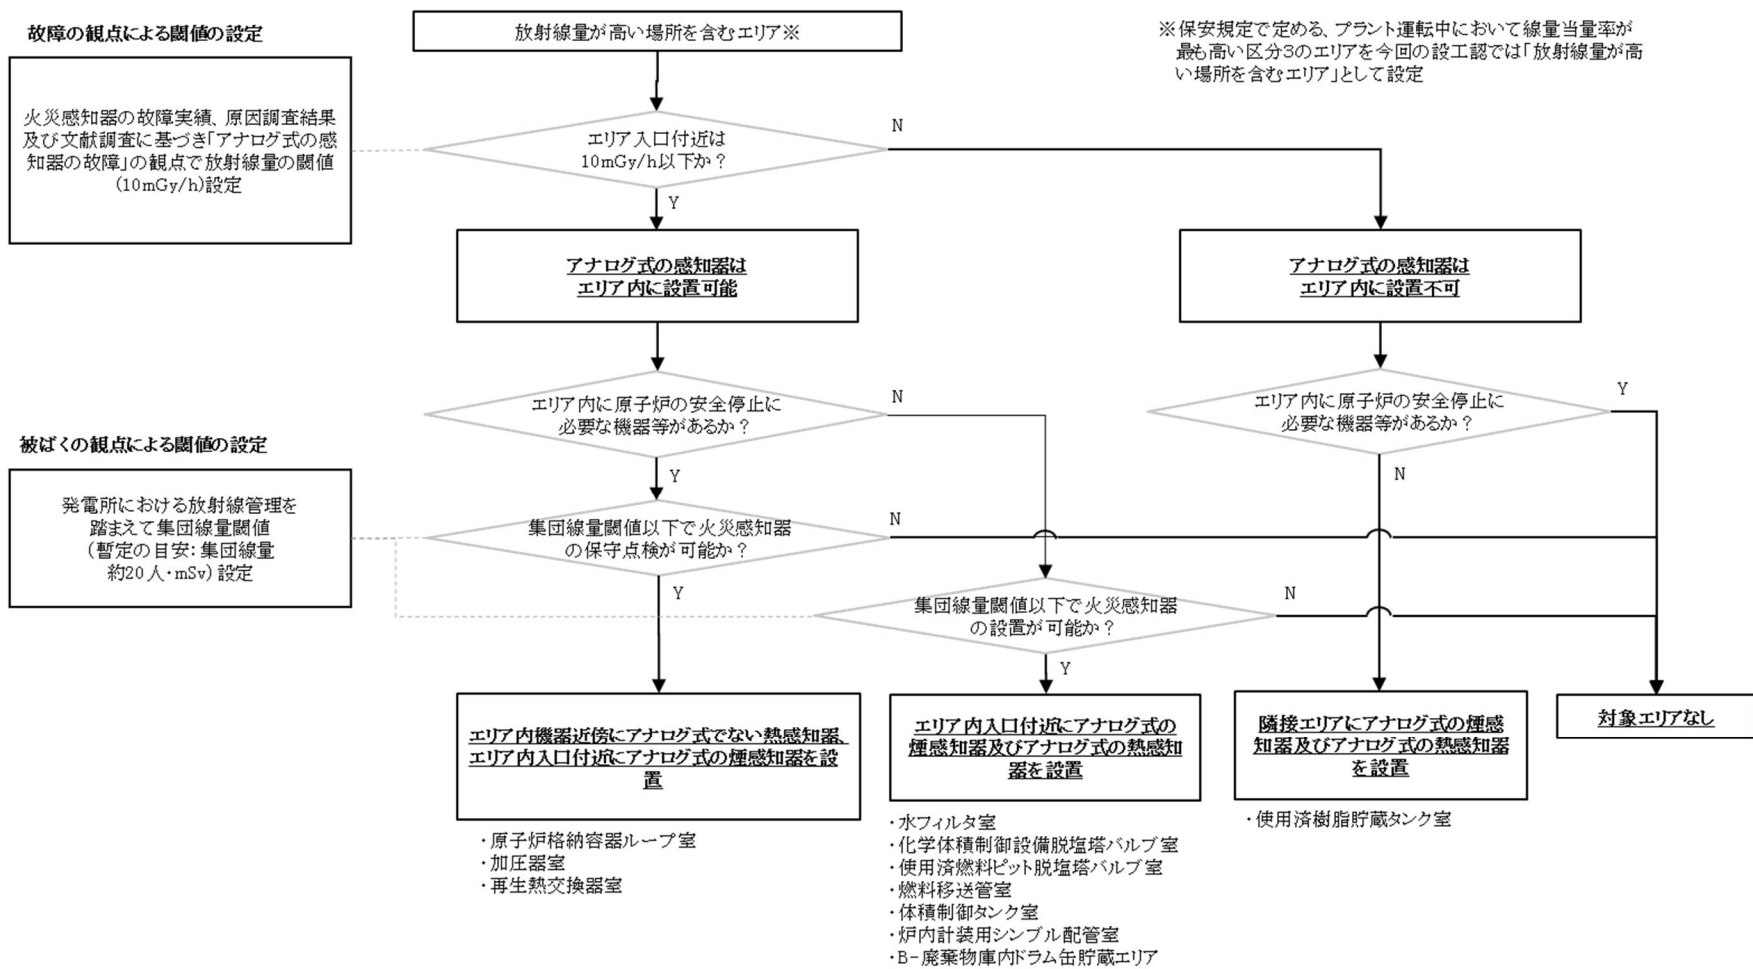 故障の観点による閾値の設定
火災感知器の故障実績、原因調査結果
及び文献調査に基づき「アナログ式の感
知器の故障」の観点で放射線量の閾値
(10mGy/h)設定
放射線量が高い場所を含むエリア※
※保安規定で定める、プラント運転中において線量当量率が
最も高い区分3のエリアを今回の設工認では「放射線量が高
い場所を含むエリア」として設定
エリア入口付近は
10mGy/h以下か？
N
Y
アナログ式の感知器は
エリア内に設置可能
アナログ式の感知器は
エリア内に設置不可
エリア内に原子炉の安全停止に
必要な機器等があるか？
N
Y
エリア内に原子炉の安全停止に
必要な機器等があるか？
Y
N
被ばくの観点による閾値の設定
発電所における放射線管理を
踏まえて集団線量閾値
(暫定の目安:集団線量
約20人・mSv)設定
集団線量閾値以下で火災感知器
の保守点検が可能か？
N
Y
集団線量閾値以下で火災感知器
の設置が可能か？
N
Y
エリア内機器近傍にアナログ式でない熱感知器、
エリア内入口付近にアナログ式の煙感知器を設
置
・原子炉格納容器ループ室
・加圧器室
・再生熱交換器室
エリア内入口付近にアナログ式の
煙感知器及びアナログ式の熱感知
器を設置
・水フィルタ室
・化学体積制御設備脱塩塔バルブ室
・使用済燃料ピット脱塩塔バルブ室
・燃料移送管室
・体積制御タンク室
・炉内計装用シンブル配管室
・B-廃棄物庫内ドラム缶貯蔵エリア
隣接エリアにアナログ式の煙感
知器及びアナログ式の熱感知器
を設置
・使用済樹脂貯蔵タンク室
対象エリアなし